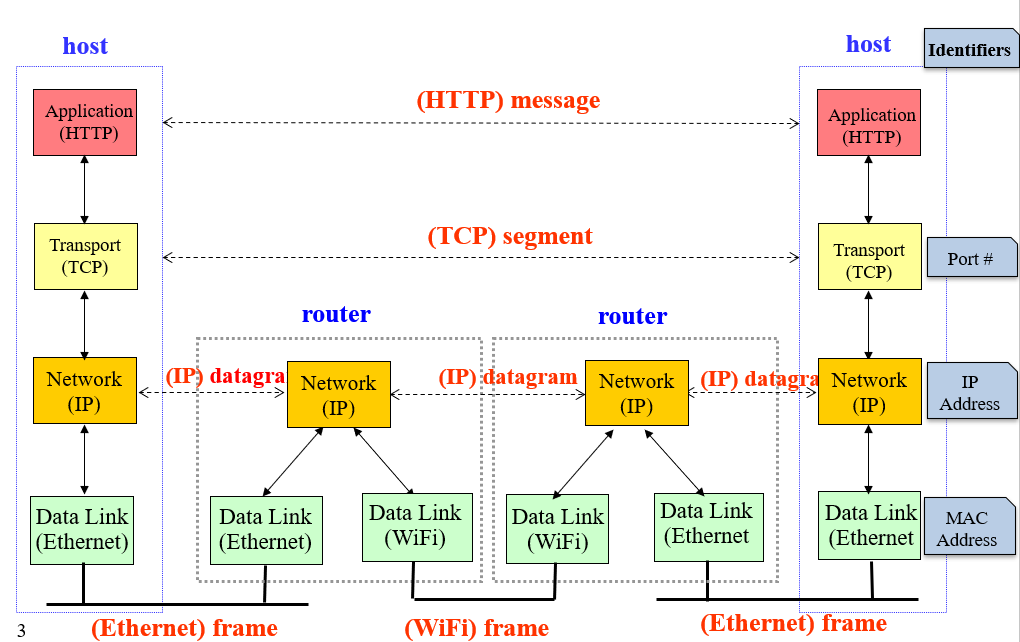 host
host
Identifiers
(HTTP) message
Application
(HTTP)
Application
(HTTP)
(TCP) segment
Transport
(TCP)
Transport
(TCP)
Port #
router
router
Network
(IP)
(IP) datagra
Network
(IP)
(IP) datagram
Network
(IP)
(IP) datagra
Network
(IP)
IP
Address
Data Link
(Ethernet)
Data Link
(Ethernet)
Data Link
(WiFi)
Data Link
(WiFi)
Data Link
(Ethernet
Data Link
(Ethernet
MAC
Address
(Ethernet) frame
(WiFi) frame
(Ethernet) frame
3